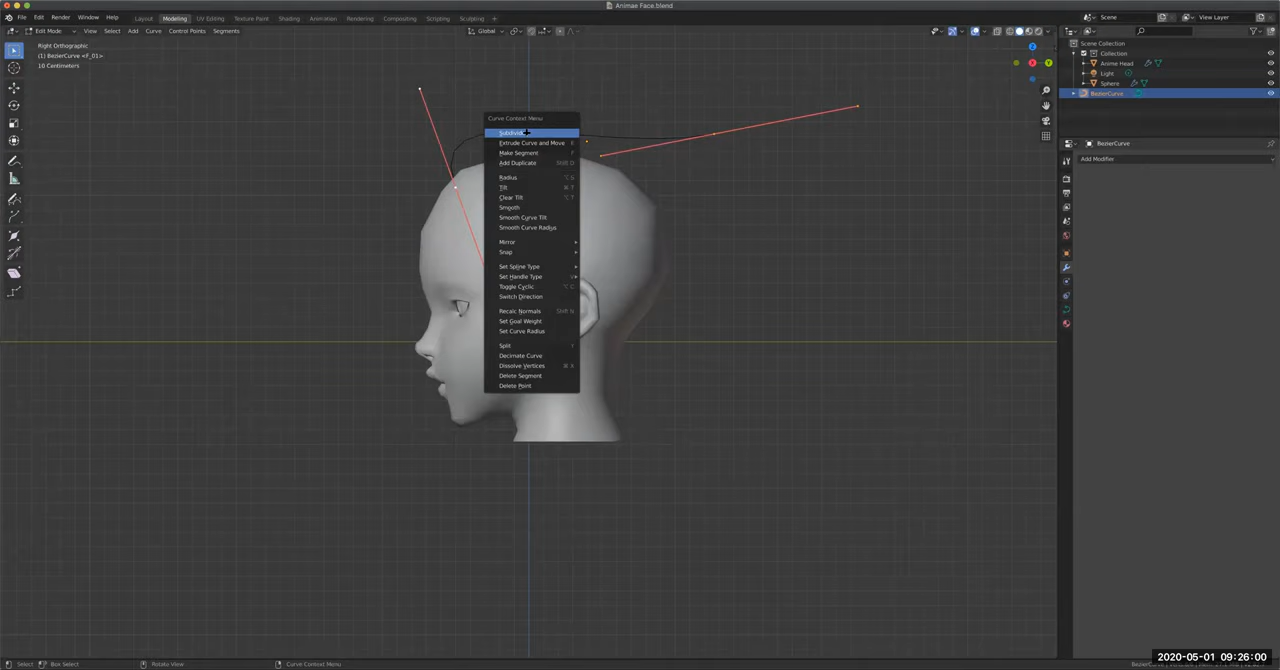 Animae Face.blend
File Edit Render Window Help
Layout Modeling UV Editing Texture Paint Shading Animation Rendering Compositing Scripting Sculpting +
Scene
View Layer
Edit Mode View Select Add Curve Control Points Segments
Global
Right Orthographic
(1) BezierCurve <F_01>
10 Centimeters
Z
X
Y
Scene Collection
Collection
Anime Head
Light
Sphere
BezierCurve
BezierCurve
Add Modifier
Curve Context Menu
Subdivide
Extrude Curve and Move E
Make Segment F
Add Duplicate Shift D
Radius ⌥ S
Tilt ⌘ T
Clear Tilt ⌥ T
Smooth
Smooth Curve Tilt
Smooth Curve Radius
Mirror
Snap
Set Spline Type
Set Handle Type V
Toggle Cyclic ⌥ C
Switch Direction
Recalc Normals Shift N
Set Goal Weight
Set Curve Radius
Split Y
Decimate Curve
Dissolve Vertices ⌘ X
Delete Segment
Delete Point
Select Box Select Rotate View Curve Context Menu
2020-05-01 09:26:00